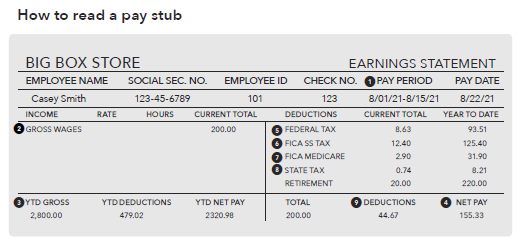 How to read a pay stub
BIG BOX STORE EARNINGS STATEMENT
EMPLOYEE NAME SOCIAL SEC. NO. EMPLOYEE ID CHECK NO. 1 PAY PERIOD PAY DATE
Casey Smith 123-45-6789 101 123 8/01/21-8/15/21 8/22/21
INCOME RATE HOURS CURRENT TOTAL DEDUCTIONS CURRENT TOTAL YEAR TO DATE
2 GROSS WAGES 200.00 5 FEDERAL TAX 8.63 93.51
6 FICA SS TAX 12.40 125.40
7 FICA MEDICARE 2.90 31.90
8 STATE TAX 0.74 8.21
RETIREMENT 20.00 220.00
3 YTD GROSS YTD DEDUCTIONS YTD NET PAY TOTAL 9 DEDUCTIONS 4 NET PAY
2,800.00 479.02 2320.98 200.00 44.67 155.33